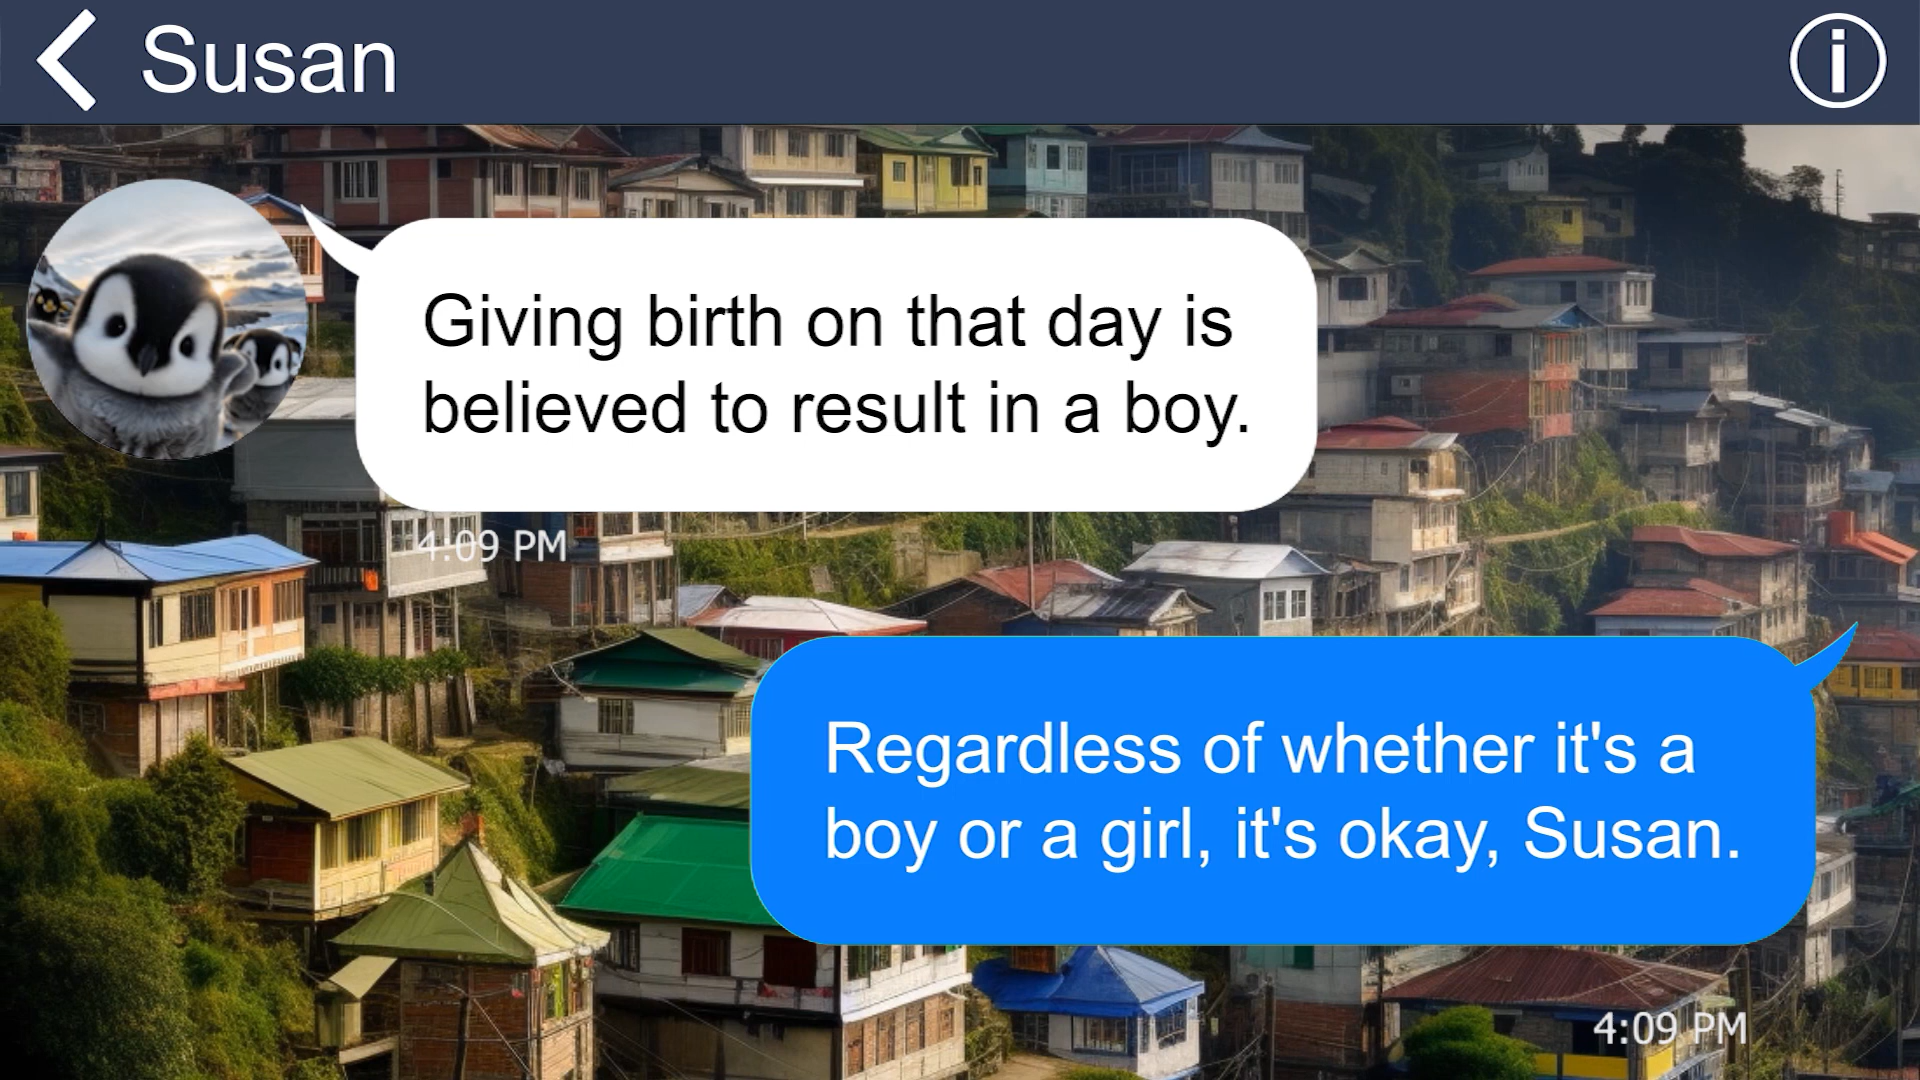 Susan
Giving birth on that day is
believed to result in a boy.
4:09 PM
Regardless of whether it's a
boy or a girl, it's okay, Susan.
4:09 PM